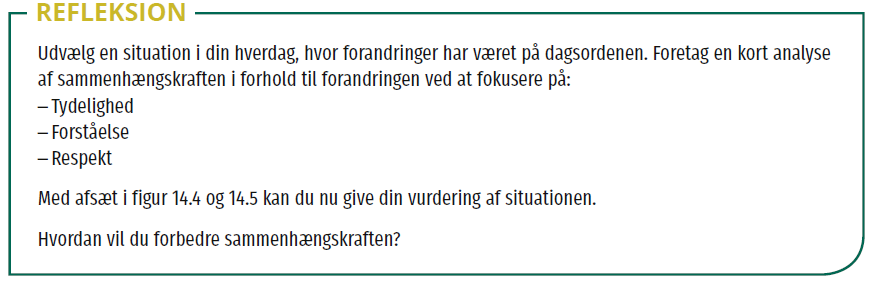 REFLEKSION
Udvælg en situation i din hverdag, hvor forandringer har været på dagsordenen. Foretag en kort analyse
af sammenhængskraften i forhold til forandringen ved at fokusere på:
– Tydelighed
– Forståelse
– Respekt
Med afsæt i figur 14.4 og 14.5 kan du nu give din vurdering af situationen.
Hvordan vil du forbedre sammenhængskraften?